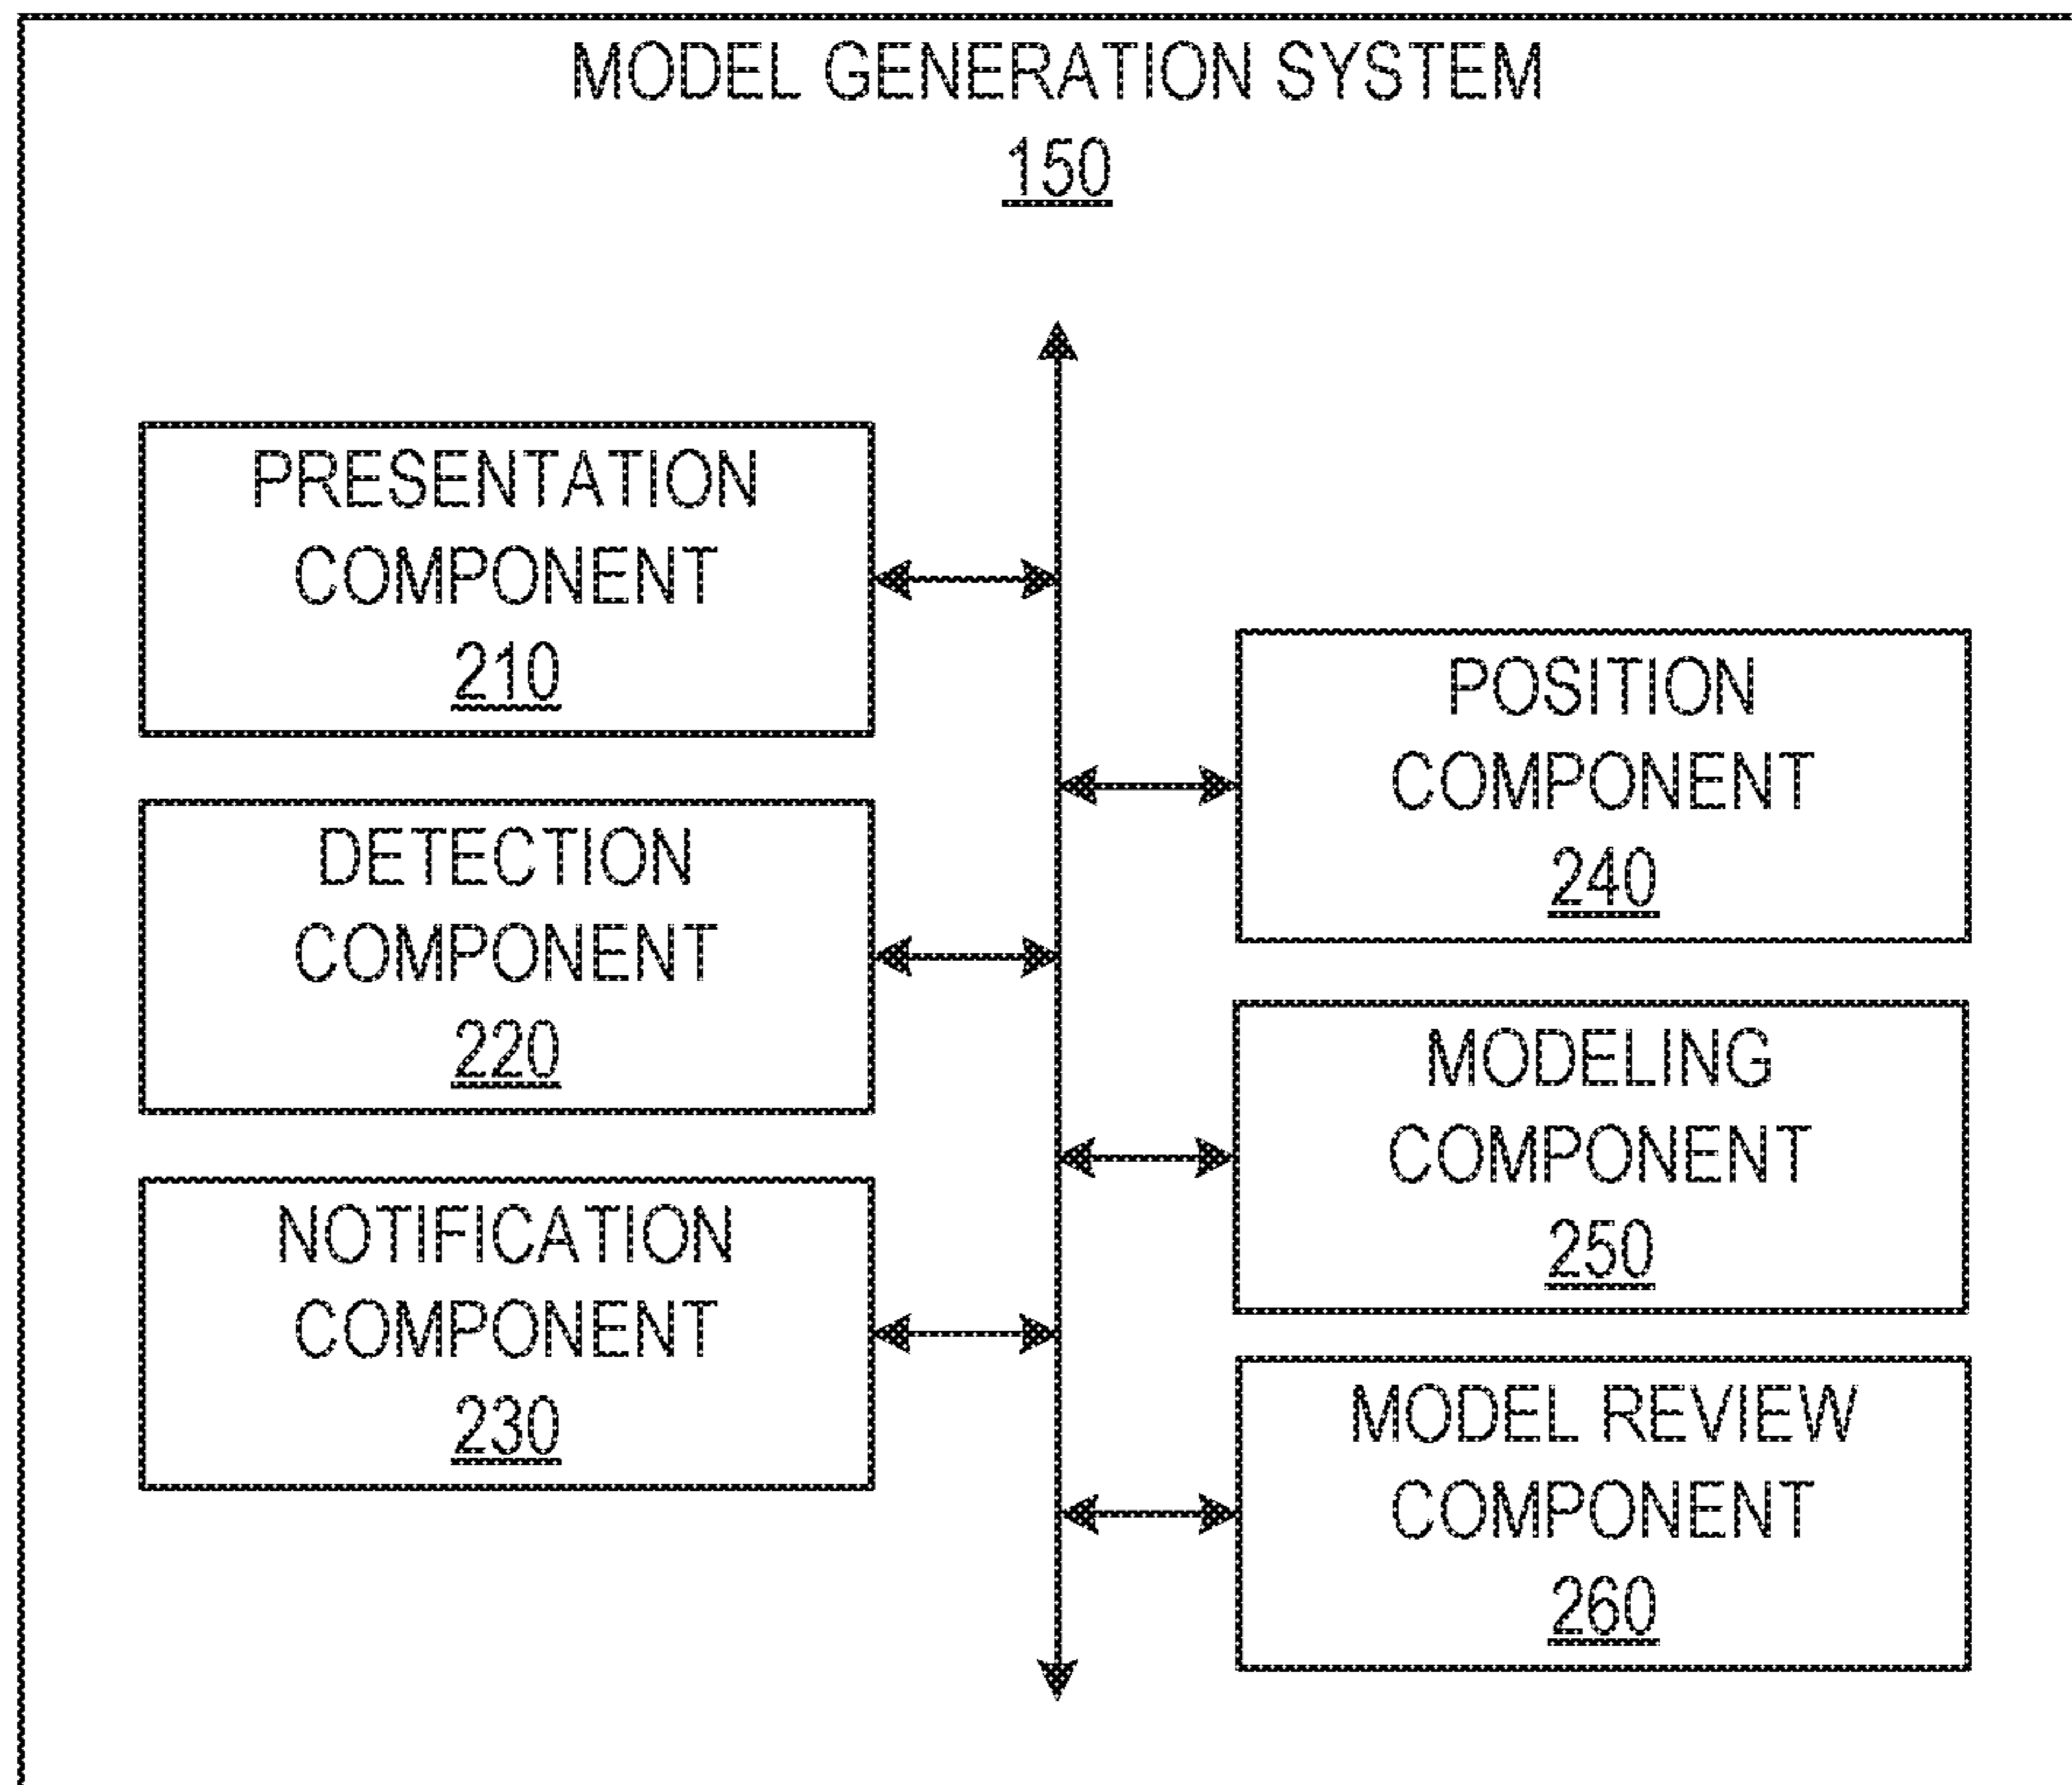 MODEL GENERATION SYSTEM
150
PRESENTATION
COMPONENT
210
DETECTION
COMPONENT
220
NOTIFICATION
COMPONENT
230
POSITION
COMPONENT
240
MODELING
COMPONENT
250
MODEL REVIEW
COMPONENT
260